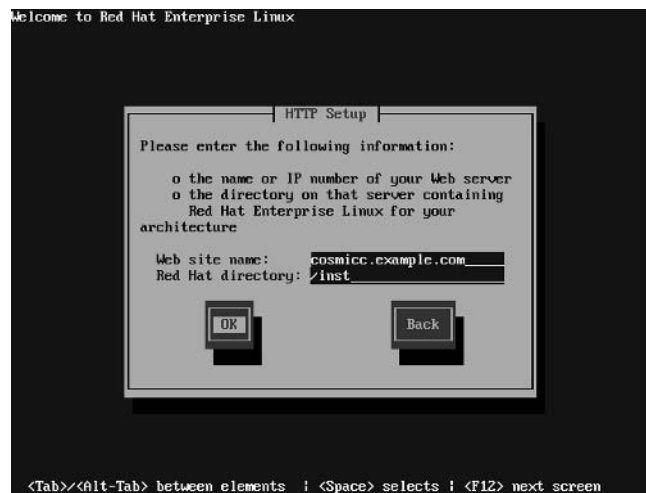 Welcome to Red Hat Enterprise Linux
HTTP Setup
Please enter the following information:
o the name or IP number of your Web server
o the directory on that server containing
Red Hat Enterprise Linux for your
architecture
Web site name: cosmicc.example.com____
Red Hat directory: /inst_______________
OK Back
<Tab>/<Alt-Tab> between elements | <Space> selects | <F12> next screen